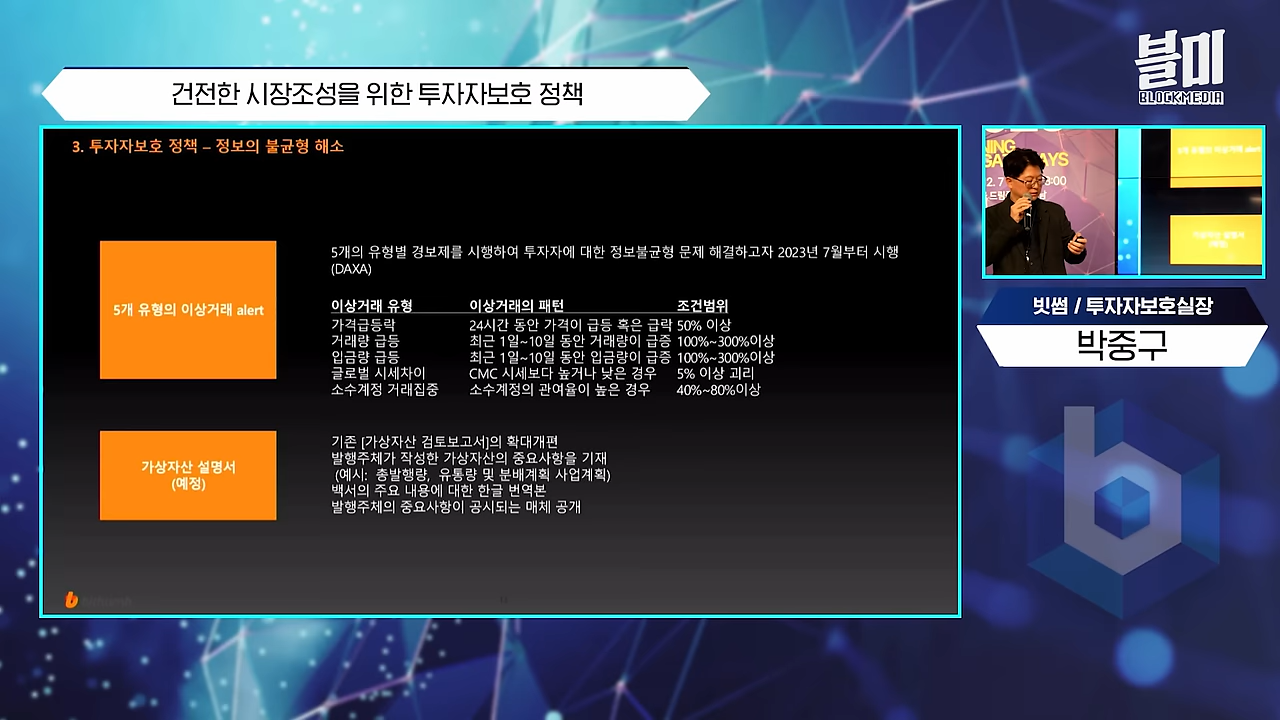 블미
BLOCKMEDIA
건전한 시장조성을 위한 투자자보호 정책
3. 투자자보호 정책 – 정보의 불균형 해소
5개 유형의 이상거래 alert
5개의 유형별 경보제를 시행하여 투자자에 대한 정보불균형 문제 해결하고자 2023년 7월부터 시행
(DAXA)
이상거래 유형 이상거래의 패턴 조건범위
가격급등락 24시간 동안 가격이 급등 혹은 급락 50% 이상
거래량 급등 최근 1일~10일 동안 거래량이 급증 100%~300%이상
입금량 급등 최근 1일~10일 동안 입금량이 급증 100%~300%이상
글로벌 시세차이 CMC 시세보다 높거나 낮은 경우 5% 이상 괴리
소수계정 거래집중 소수계정의 관여율이 높은 경우 40%~80%이상
가상자산 설명서
(예정)
기존 [가상자산 검토보고서]의 확대개편
발행주체가 작성한 가상자산의 중요사항을 기재
(예시: 총발행량, 유통량 및 분배계획 사업계획)
백서의 주요 내용에 대한 한글 번역본
발행주체의 중요사항이 공시되는 매체 공개
빗썸 / 투자자보호실장
박중구